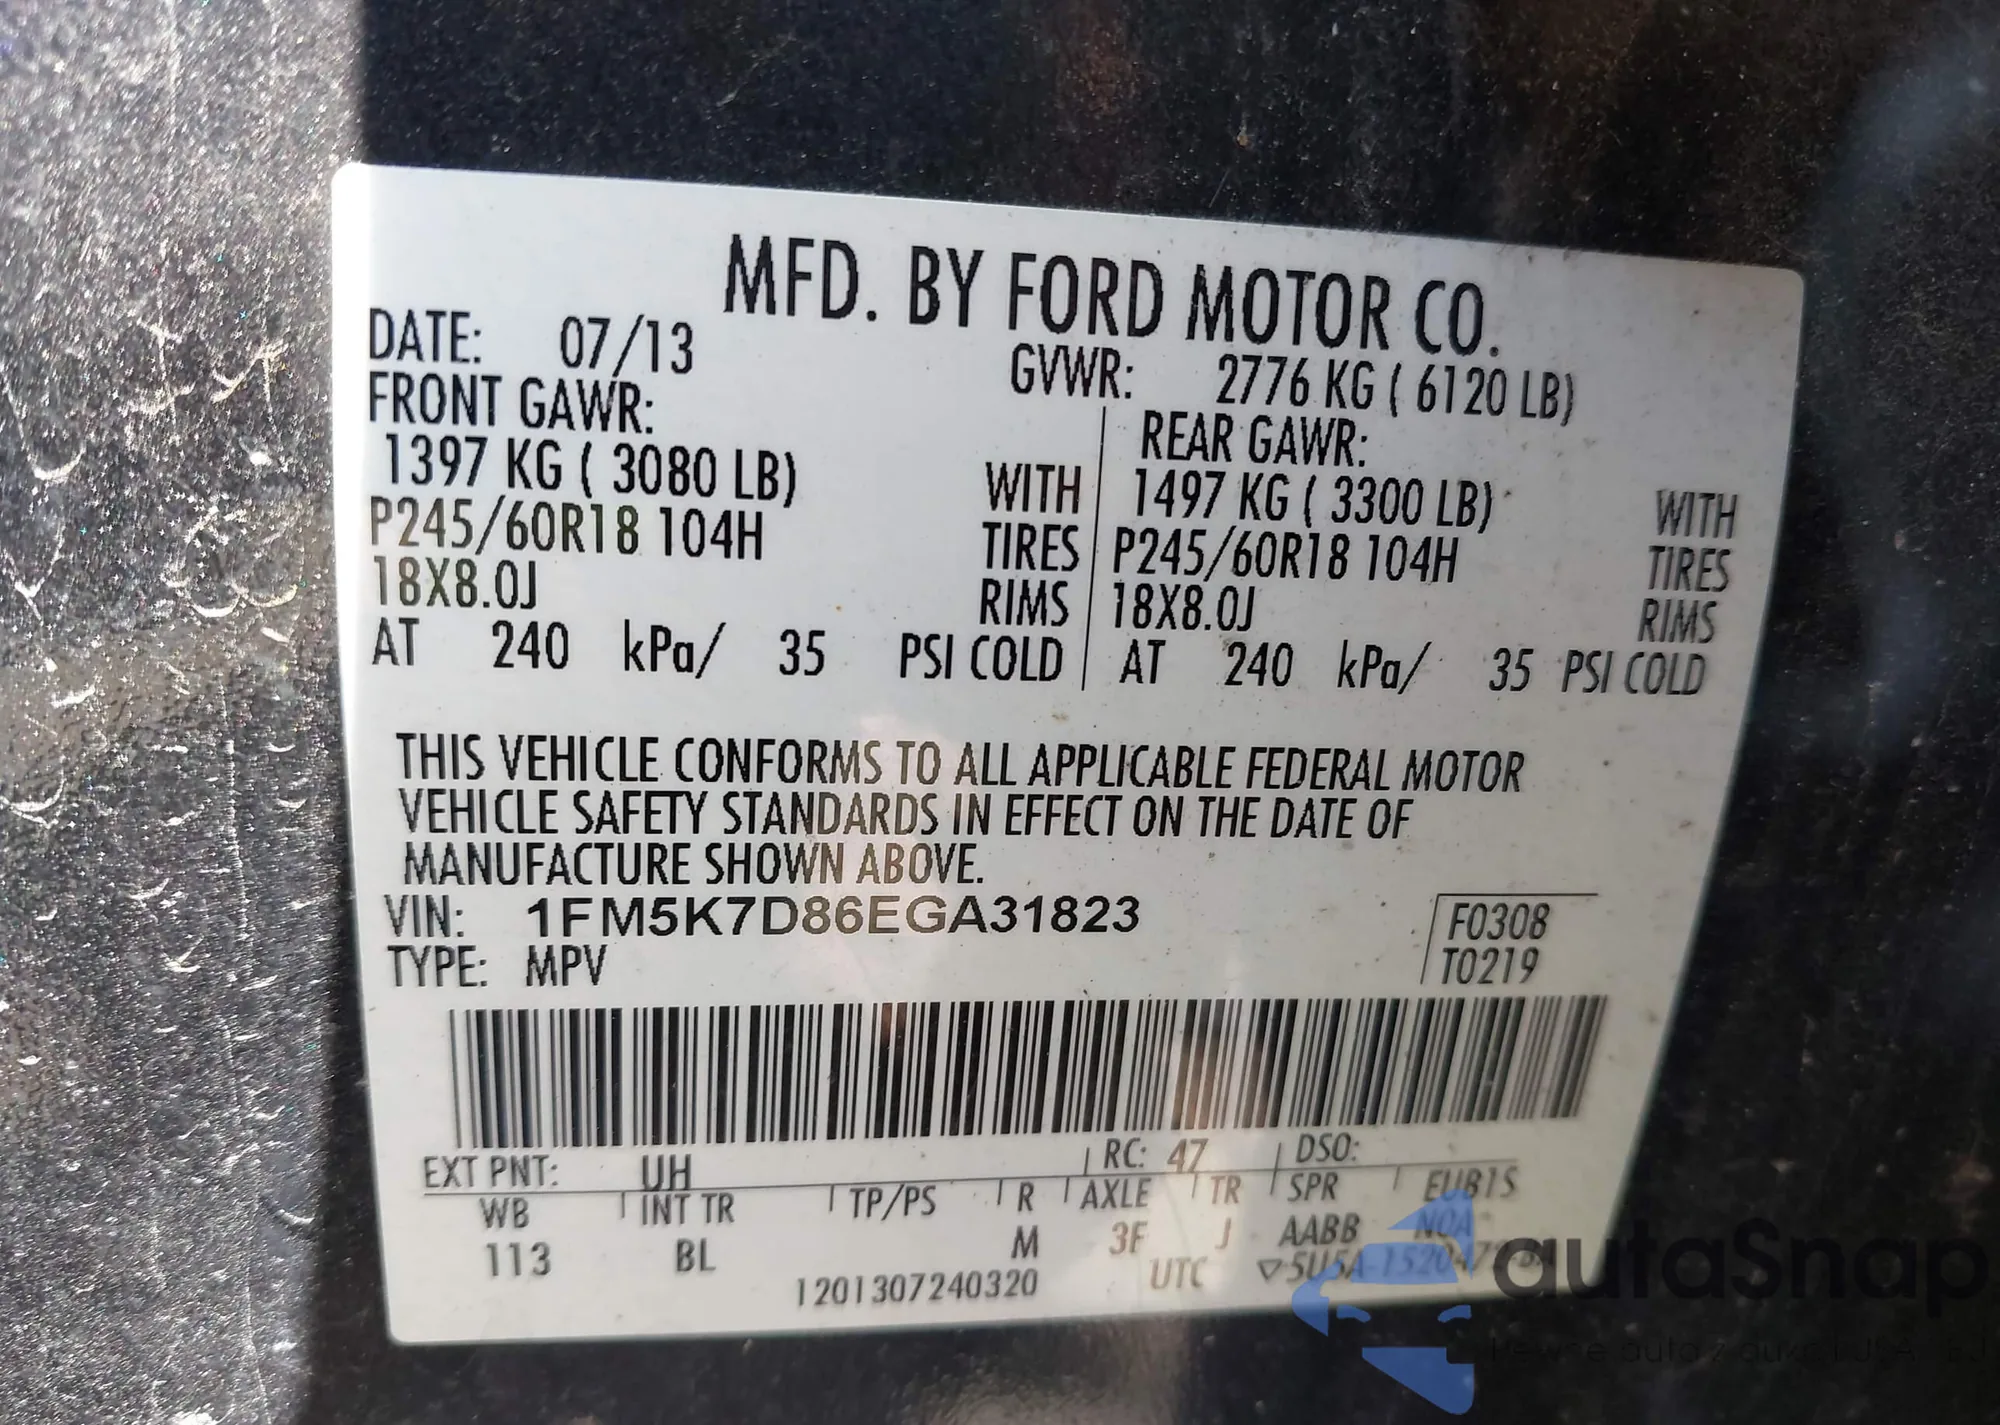 MFD. BY FORD MOTOR CO.
DATE: 07/13 GVWR: 2776 KG ( 6120 LB)
FRONT GAWR: REAR GAWR:
1397 KG ( 3080 LB) WITH 1497 KG ( 3300 LB) WITH
P245/60R18 104H TIRES P245/60R18 104H TIRES
18X8.0J RIMS 18X8.0J RIMS
AT 240 kPa/ 35 PSI COLD AT 240 kPa/ 35 PSI COLD
THIS VEHICLE CONFORMS TO ALL APPLICABLE FEDERAL MOTOR
VEHICLE SAFETY STANDARDS IN EFFECT ON THE DATE OF
MANUFACTURE SHOWN ABOVE.
VIN: 1FM5K7D86EGA31823 F0308
TYPE: MPV T0219
EXT PNT: UH RC: 47 DSO:
WB INT TR TP/PS R AXLE TR SPR EUB1S
113 BL M 3F J AABB NOA
1201307240320 UTC
autaSnap